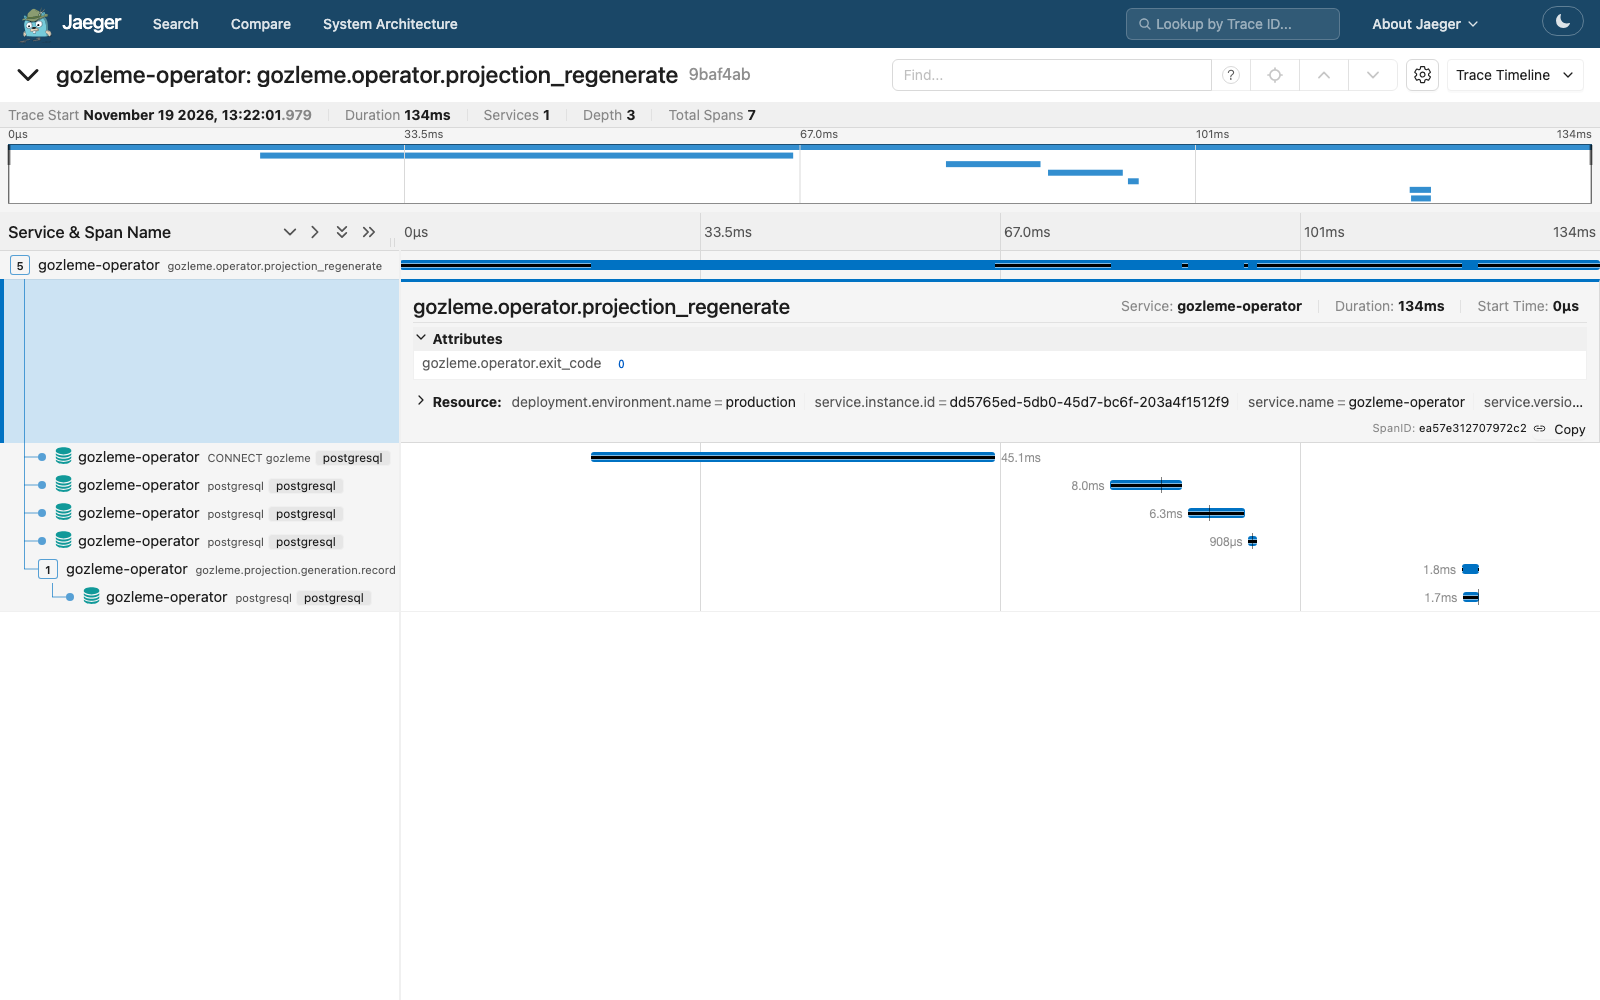 Jaeger Search Compare System Architecture Lookup by Trace ID... About Jaeger
gozleme-operator: gozleme.operator.projection_regenerate 9baf4ab Find... ? Trace Timeline
Trace Start November 19 2026, 13:22:01.979 Duration 134ms Services 1 Depth 3 Total Spans 7
0μs 33.5ms 67.0ms 101ms 134ms
Service & Span Name 0μs 33.5ms 67.0ms 101ms 134ms
5 gozleme-operator gozleme.operator.projection_regenerate
gozleme.operator.projection_regenerate Service: gozleme-operator Duration: 134ms Start Time: 0μs
Attributes
gozleme.operator.exit_code 0
Resource: deployment.environment.name = production service.instance.id = dd5765ed-5db0-45d7-bc6f-203a4f1512f9 service.name = gozleme-operator service.versio...
SpanID: ea57e312707972c2 Copy
gozleme-operator CONNECT gozleme postgresql 45.1ms
gozleme-operator postgresql postgresql 8.0ms
gozleme-operator postgresql postgresql 6.3ms
gozleme-operator postgresql postgresql 908μs
1 gozleme-operator gozleme.projection.generation.record 1.8ms
gozleme-operator postgresql postgresql 1.7ms